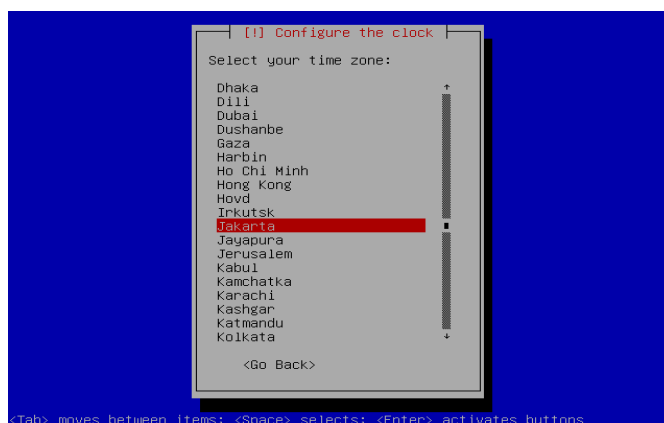 [!] Configure the clock
Select your time zone:
Dhaka
Dili
Dubai
Dushanbe
Gaza
Harbin
Ho Chi Minh
Hong Kong
Hovd
Irkutsk
Jakarta
Jayapura
Jerusalem
Kabul
Kamchatka
Karachi
Kashgar
Katmandu
Kolkata
<Go Back>
<Tab> moves between items; <Space> selects; <Enter> activates buttons